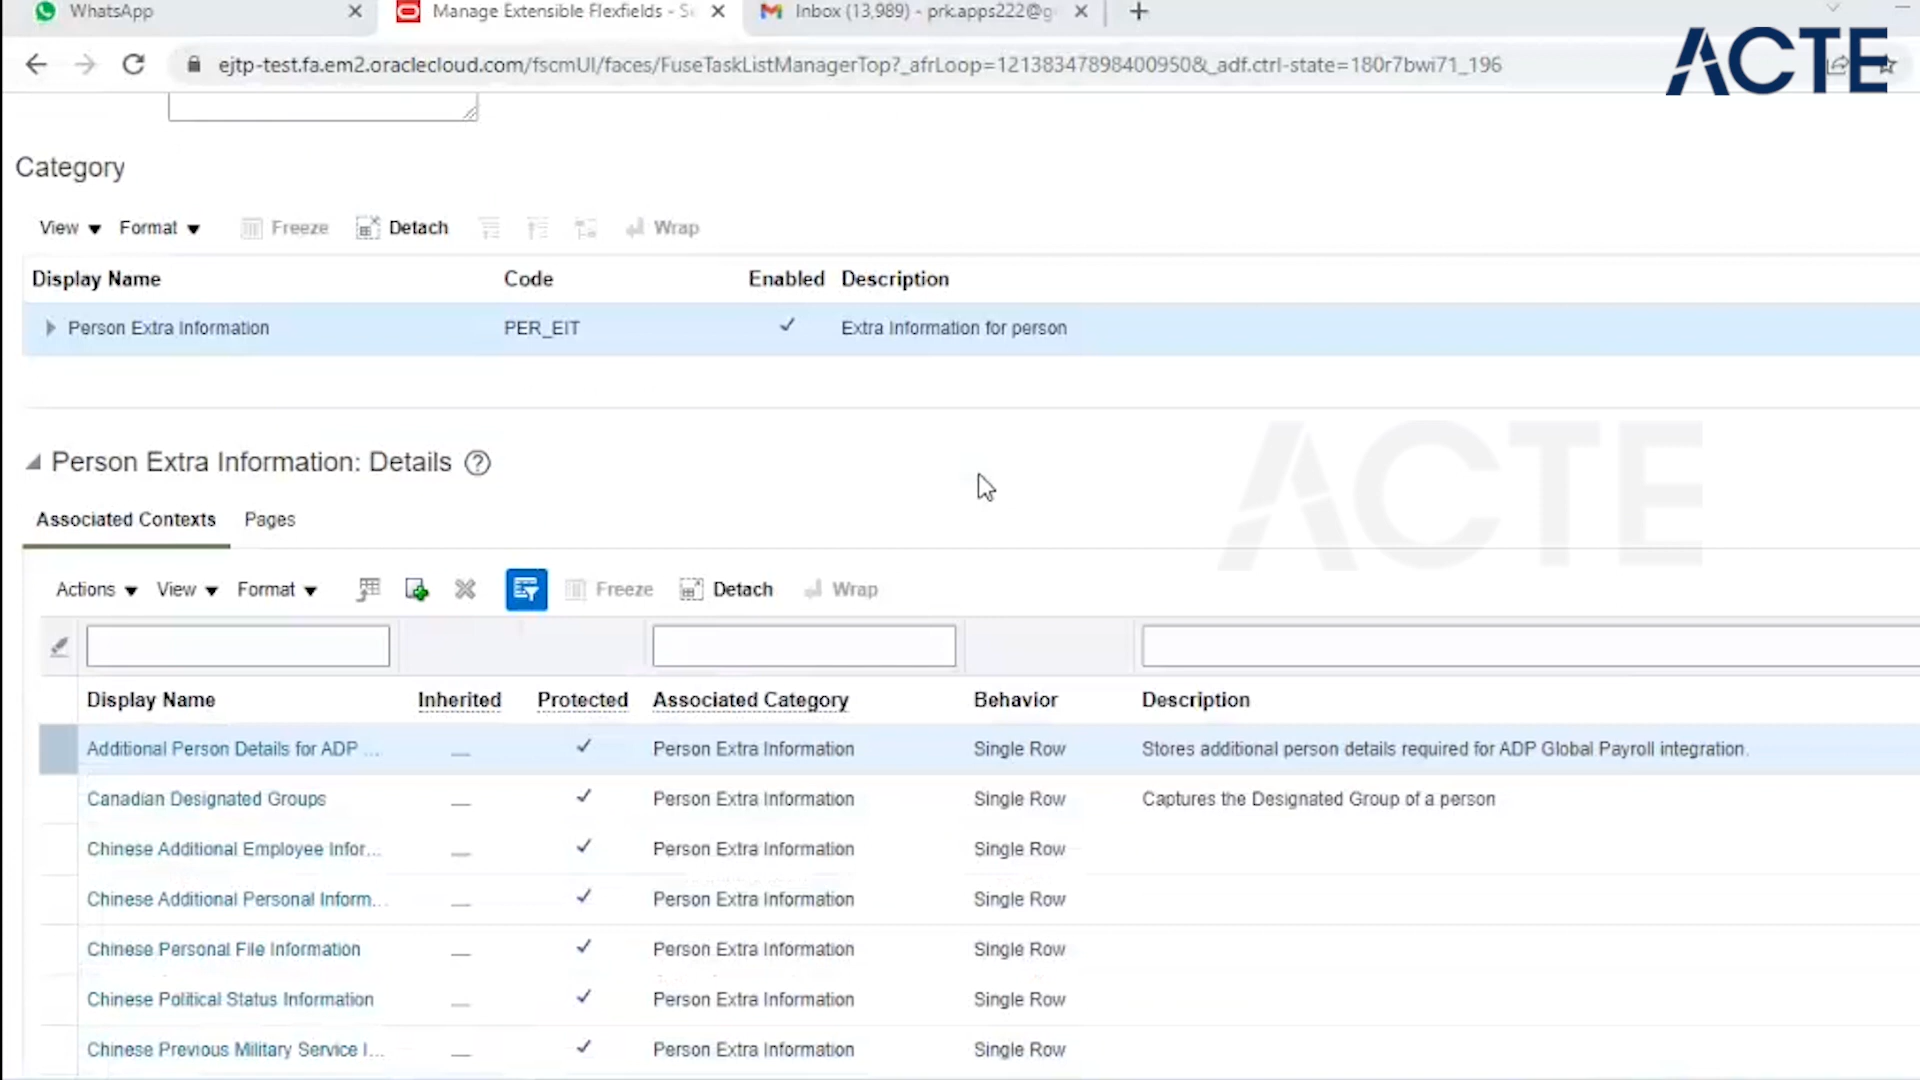 WhatsApp
Manage Extensible Flexfields - Se
Inbox (13,989) - prk.apps222@g
ejtp-test.fa.em2.oraclecloud.com/fscmUI/faces/FuseTaskListManagerTop?_afrLoop=12138347898400950&_adf.ctrl-state=180r7bwi71_196
ACTE
Category
View Format Freeze Detach Wrap
Display Name Code Enabled Description
Person Extra Information PER_EIT Extra Information for person
ACTE
Person Extra Information: Details
Associated Contexts Pages
Actions View Format Freeze Detach Wrap
Display Name Inherited Protected Associated Category Behavior Description
Additional Person Details for ADP ... Person Extra Information Single Row Stores additional person details required for ADP Global Payroll integration.
Canadian Designated Groups Person Extra Information Single Row Captures the Designated Group of a person
Chinese Additional Employee Infor... Person Extra Information Single Row
Chinese Additional Personal Inform... Person Extra Information Single Row
Chinese Personal File Information Person Extra Information Single Row
Chinese Political Status Information Person Extra Information Single Row
Chinese Previous Military Service I... Person Extra Information Single Row